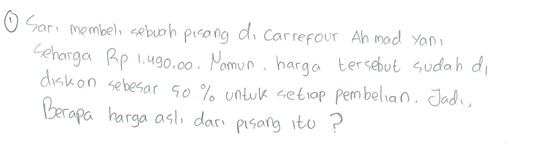 ① Sari membeli sebuah pisang di Carrefour Ahmad Yani
seharga Rp 1.490,00. Namun, harga tersebut sudah di
diskon sebesar 50 % untuk setiap pembelian. Jadi,
Berapa harga asli dari pisang itu ?